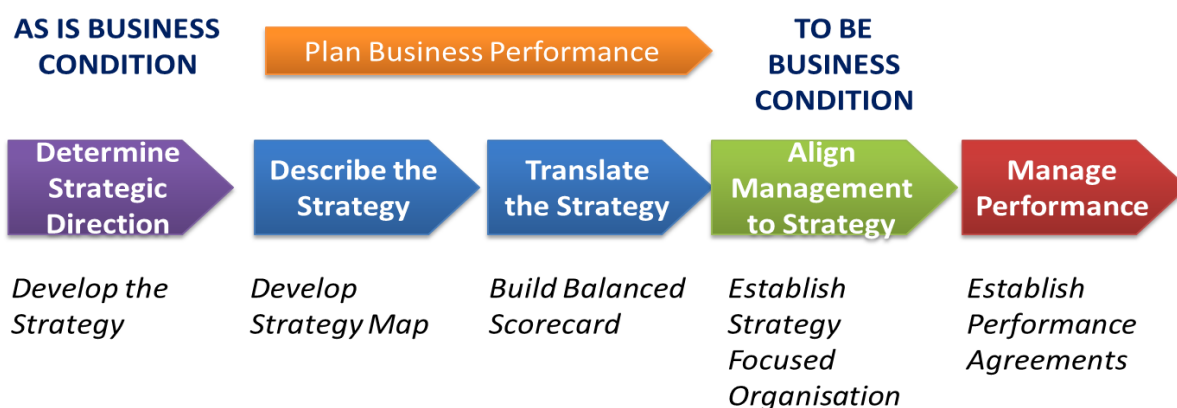 AS IS BUSINESS
CONDITION
Plan Business Performance
TO BE
BUSINESS
CONDITION
Determine
Strategic
Direction
Describe the
Strategy
Translate
the Strategy
Align
Management
to Strategy
Manage
Performance
Develop the
Strategy
Develop
Strategy Map
Build Balanced
Scorecard
Establish
Strategy
Focused
Organisation
Establish
Performance
Agreements